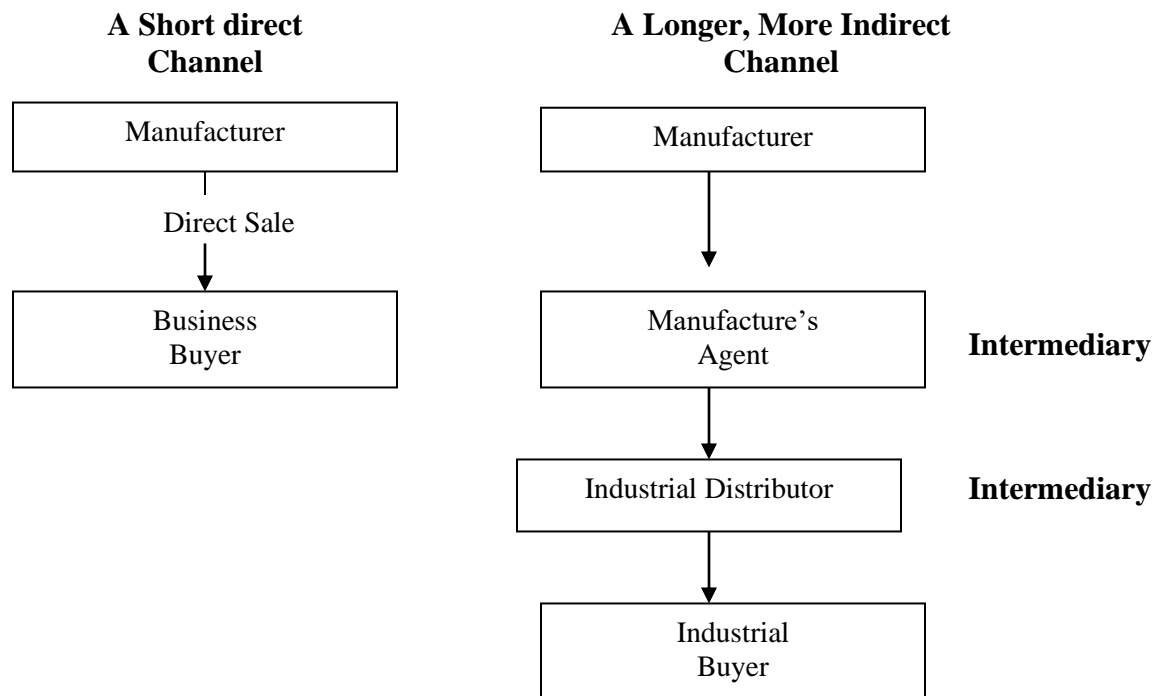 A Short direct
Channel
Manufacturer
Direct Sale
Business
Buyer
A Longer, More Indirect
Channel
Manufacturer
Manufacture’s
Agent
Intermediary
Industrial Distributor
Intermediary
Industrial
Buyer